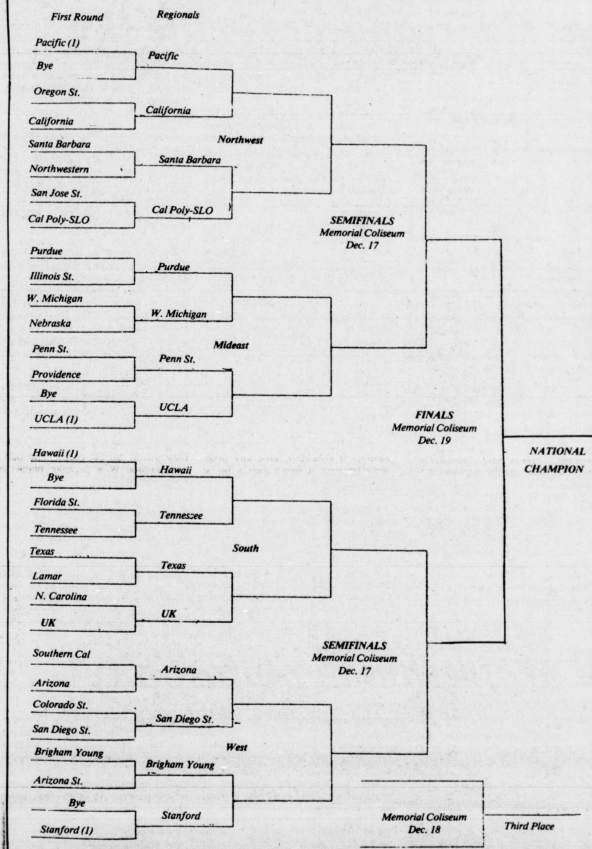 First Round
Regionals
Pacific (1)
Pacific
Bye
Oregon St.
California
California
Northwest
Santa Barbara
Santa Barbara
Northwestern
San Jose St.
Cal Poly-SLO
Cal Poly-SLO
SEMIFINALS
Memorial Coliseum
Dec. 17
Purdue
Purdue
Illinois St.
W. Michigan
W. Michigan
Nebraska
Mideast
Penn St.
Penn St.
Providence
Bye
UCLA
UCLA (1)
FINALS
Memorial Coliseum
Dec. 19
NATIONAL
CHAMPION
Hawaii (1)
Hawaii
Bye
Florida St.
Tennessee
Tennessee
South
Texas
Texas
Lamar
N. Carolina
UK
UK
SEMIFINALS
Memorial Coliseum
Dec. 17
Southern Cal
Arizona
Arizona
Colorado St.
San Diego St.
San Diego St.
West
Brigham Young
Brigham Young
Arizona St.
Bye
Stanford
Stanford (1)
Memorial Coliseum
Dec. 18
Third Place